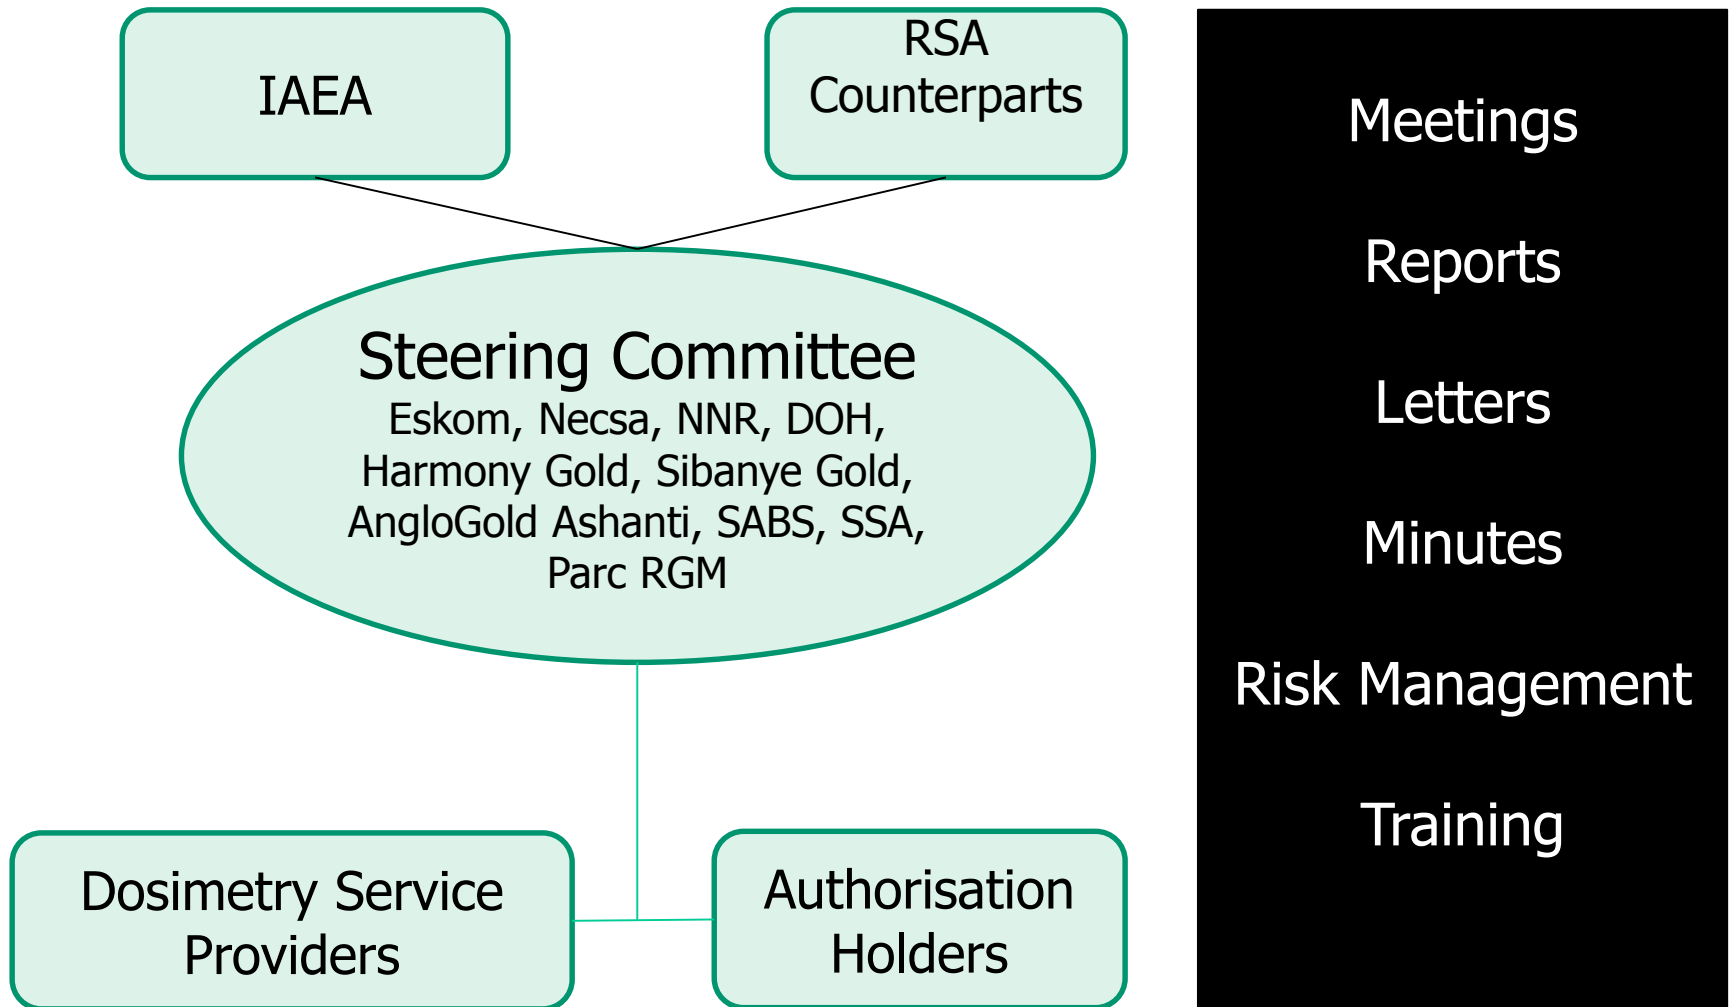 IAEA
RSA
Counterparts
Steering Committee
Eskom, Necsa, NNR, DOH,
Harmony Gold, Sibanye Gold,
AngloGold Ashanti, SABS, SSA,
Parc RGM
Dosimetry Service
Providers
Authorisation
Holders
Meetings
Reports
Letters
Minutes
Risk Management
Training